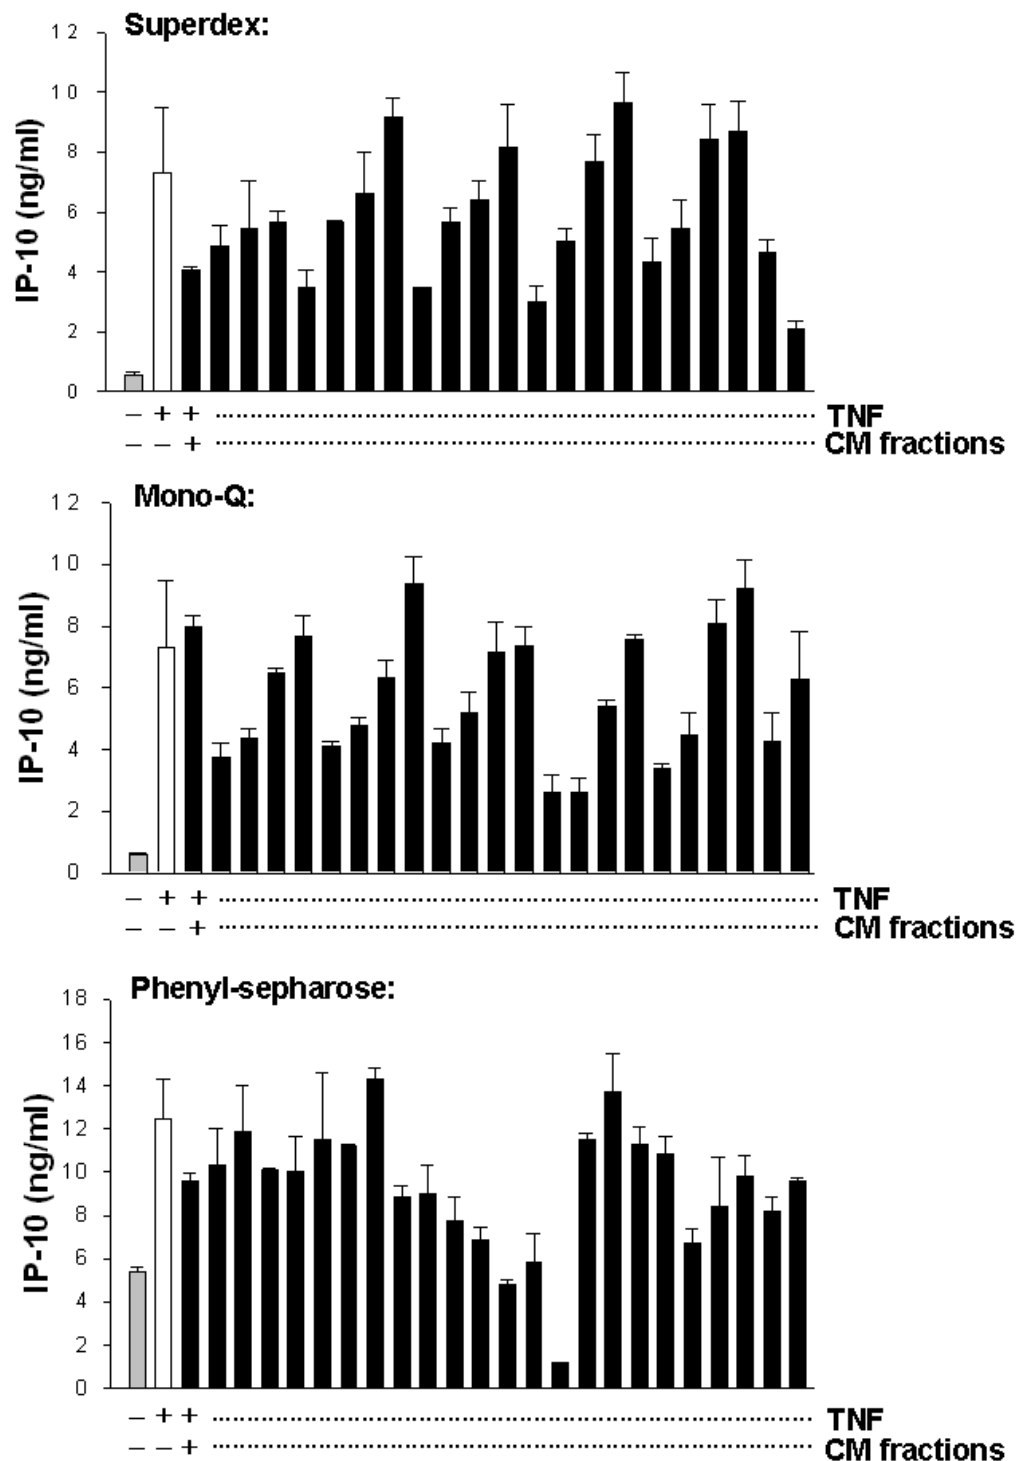 Superdex:
12
10
8
6
4
2
0
IP-10 (ng/ml)
– + + TNF
– – + CM fractions
Mono-Q:
12
10
8
6
4
2
0
IP-10 (ng/ml)
– + + TNF
– – + CM fractions
Phenyl-sepharose:
18
16
14
12
10
8
6
4
2
0
IP-10 (ng/ml)
– + + TNF
– – + CM fractions